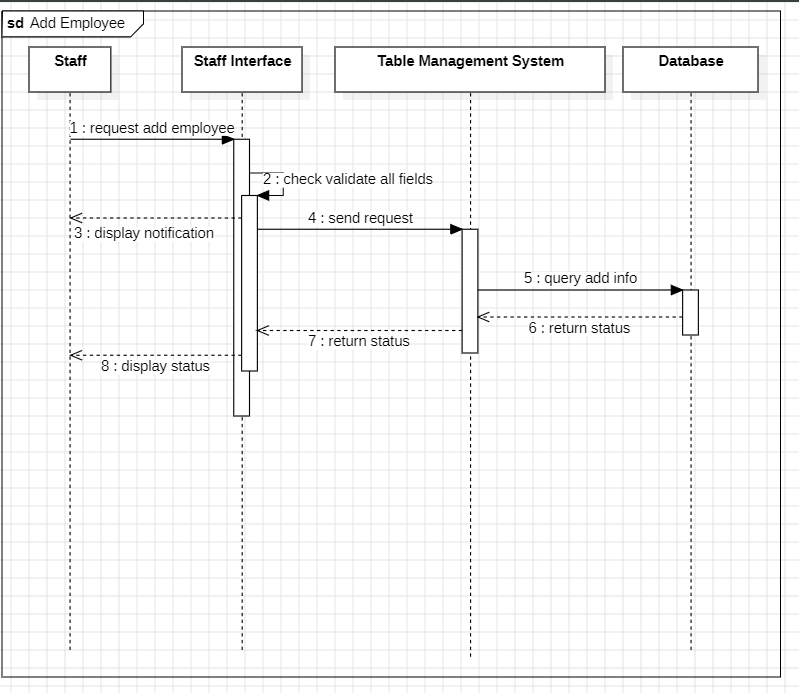 sd Add Employee
Staff
Staff Interface
Table Management System
Database
1 : request add employee
2 : check validate all fields
3 : display notification
4 : send request
5 : query add info
6 : return status
7 : return status
8 : display status